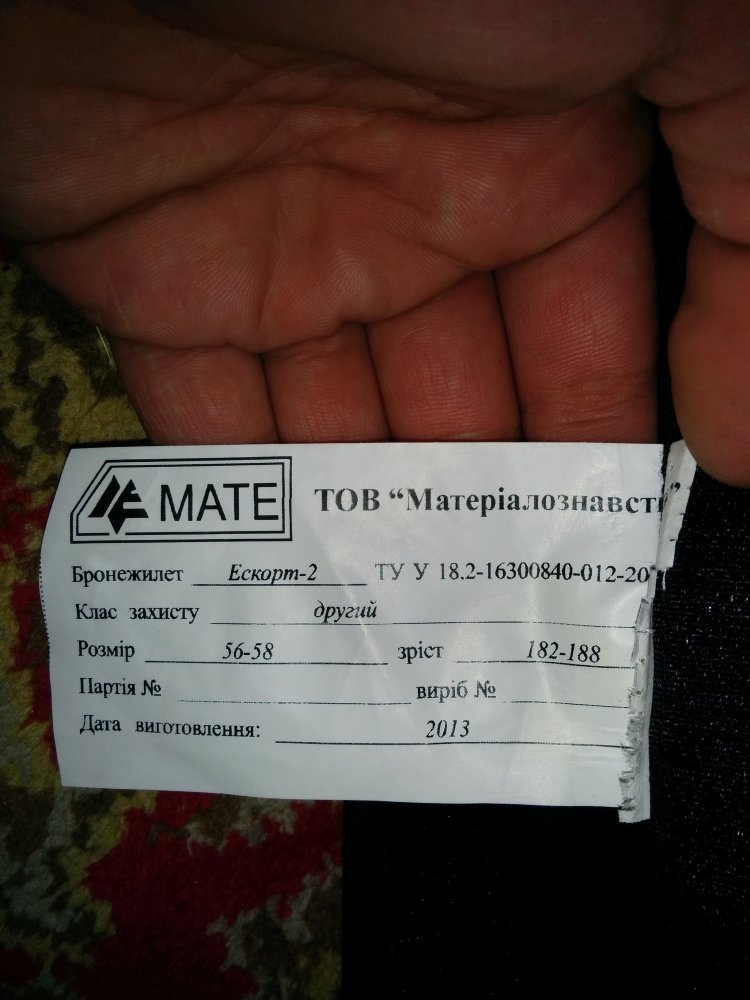 MATE ТОВ “Матеріалознавст”
Бронежилет Ескорт-2 ТУ У 18.2-16300840-012-20
Клас захисту другий
Розмір 56-58 зріст 182-188
Партія № виріб №
Дата виготовлення: 2013